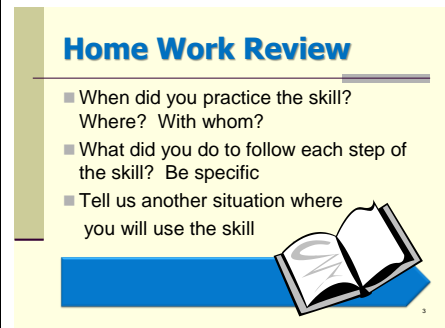 Home Work Review
When did you practice the skill?
Where? With whom?
What did you do to follow each step of
the skill? Be specific
Tell us another situation where
you will use the skill
3